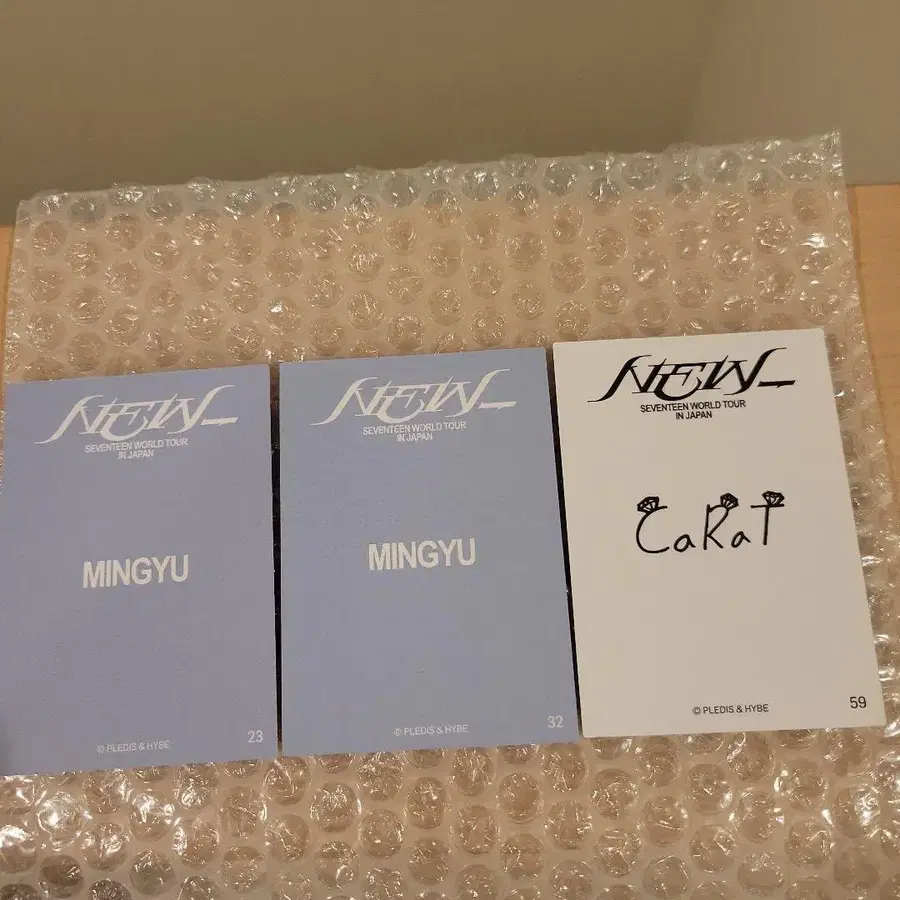 NEW_
SEVENTEEN WORLD TOUR
IN JAPAN
MINGYU
© PLEDIS & HYBE
23
NEW_
SEVENTEEN WORLD TOUR
IN JAPAN
MINGYU
© PLEDIS & HYBE
32
NEW_
SEVENTEEN WORLD TOUR
IN JAPAN
CaRaT
© PLEDIS & HYBE
59